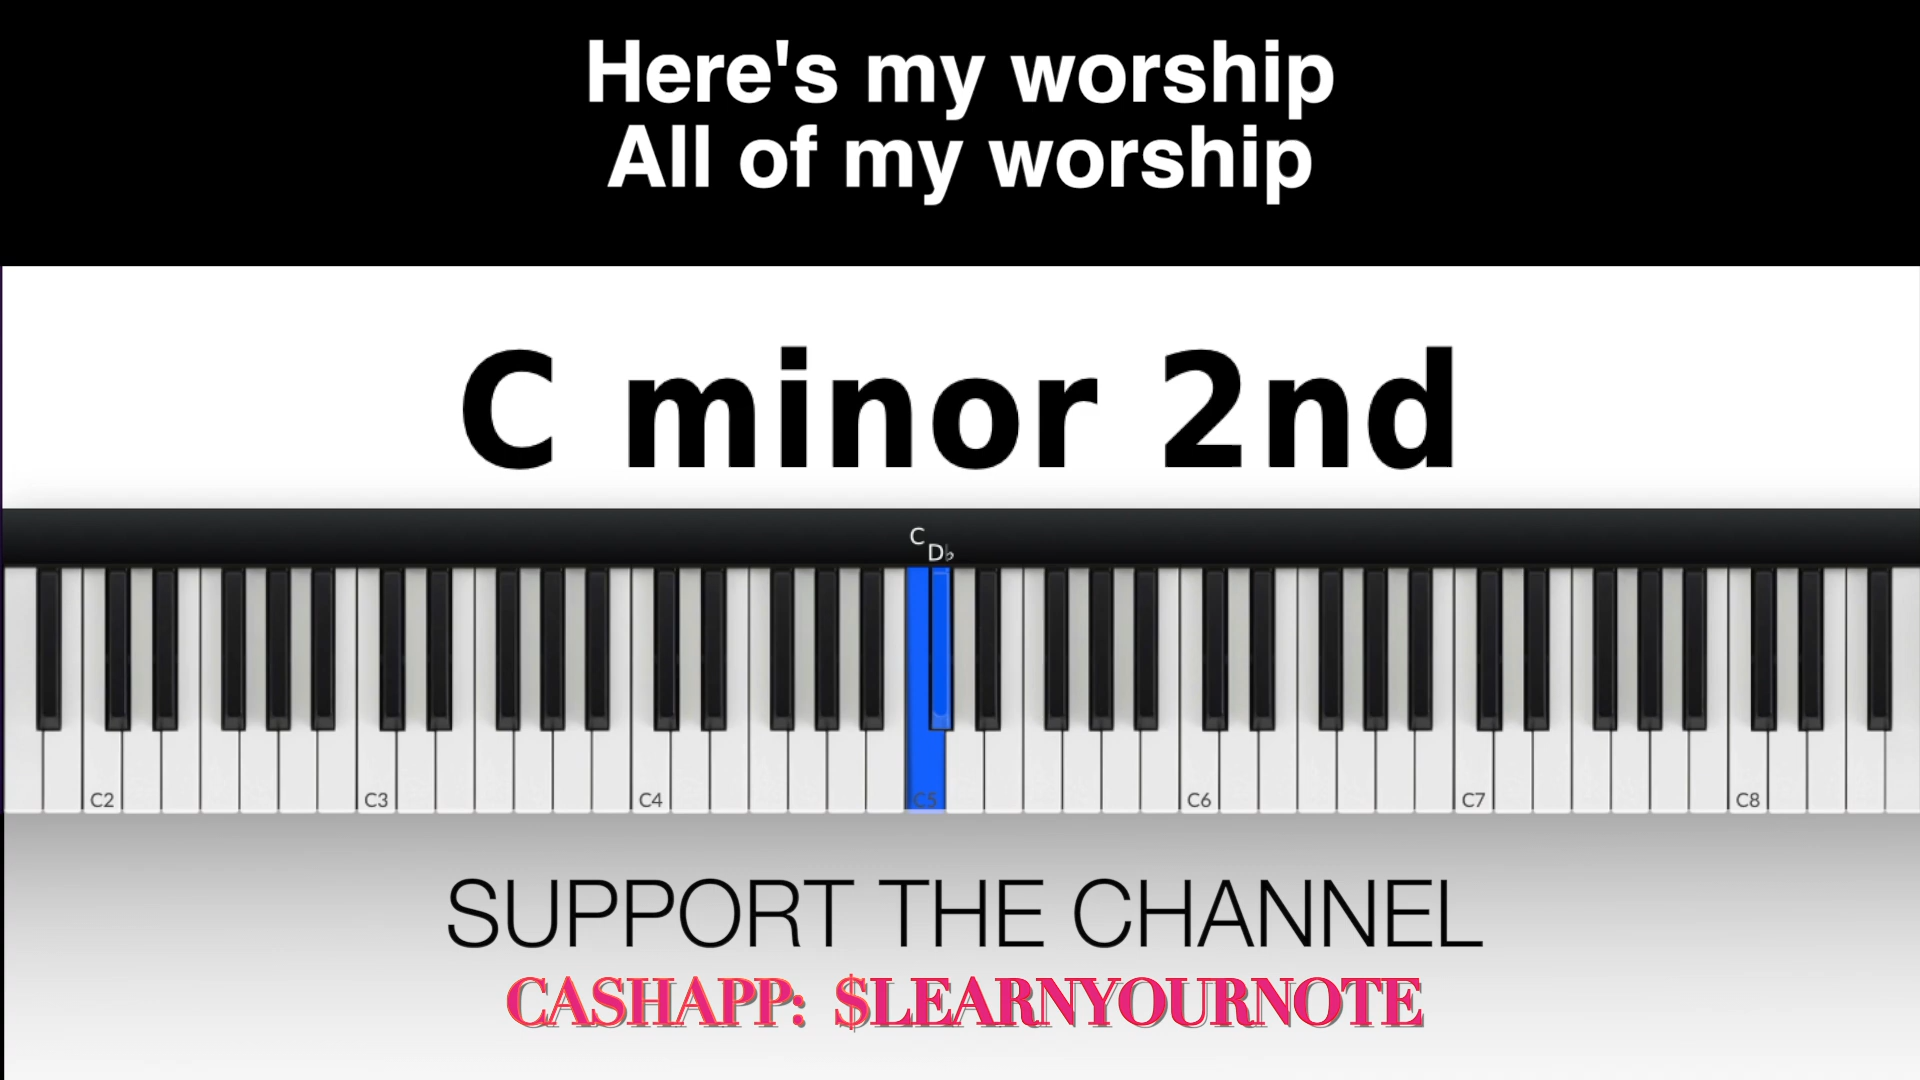 Here's my worship
All of my worship
C minor 2nd
C
D♭
C2 C3 C4 C5 C6 C7 C8
SUPPORT THE CHANNEL
CASHAPP: $LEARNYOURNOTE